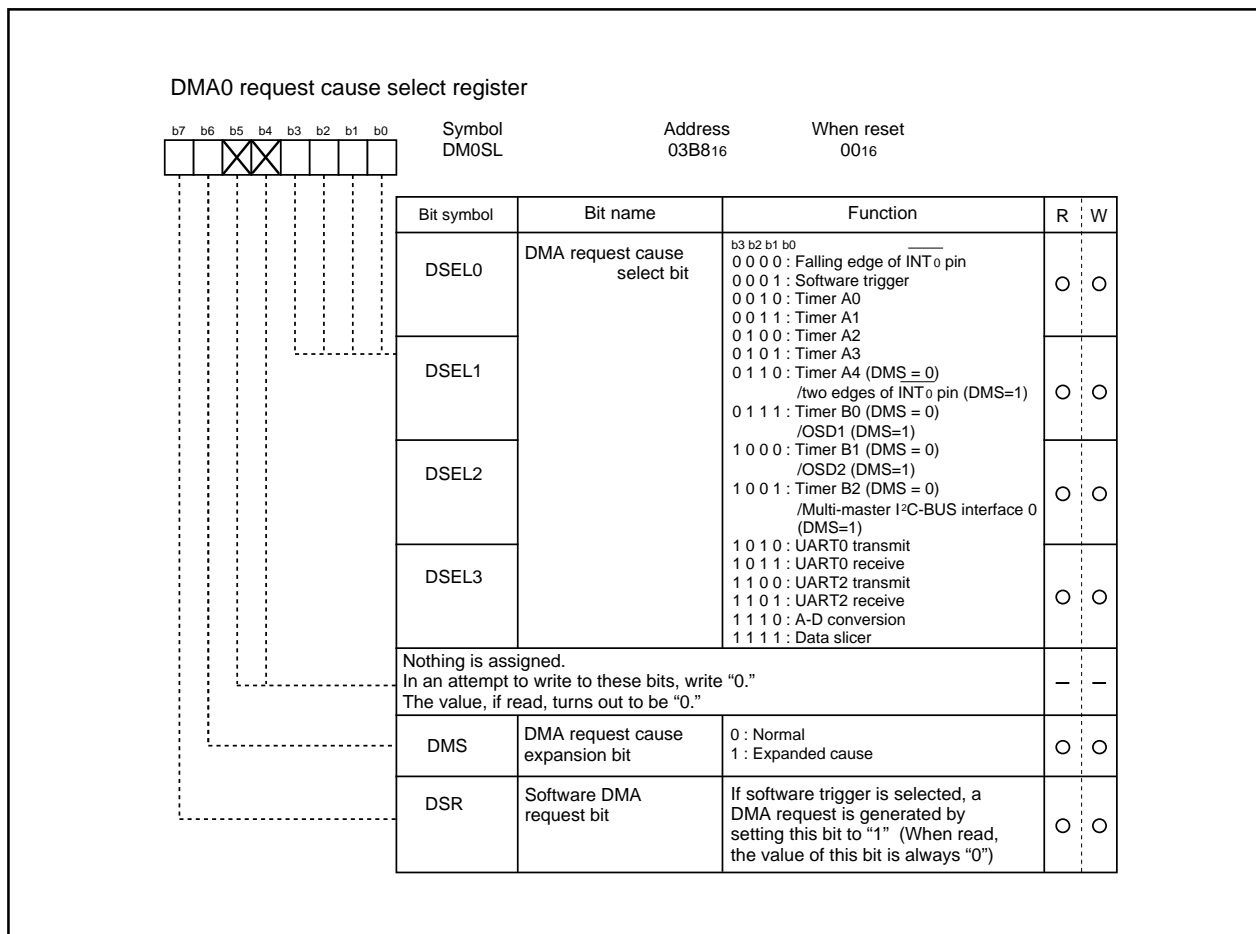 DMA0 request cause select register
b7 b6 b5 b4 b3 b2 b1 b0
Symbol Address When reset
DM0SL 03B816 0016
Bit symbol Bit name Function R W
DSEL0
DMA request cause
select bit
b3 b2 b1 b0
0 0 0 0 : Falling edge of INT0 pin
0 0 0 1 : Software trigger
0 0 1 0 : Timer A0
0 0 1 1 : Timer A1
0 1 0 0 : Timer A2
0 1 0 1 : Timer A3
DSEL1
0 1 1 0 : Timer A4 (DMS = 0)
/two edges of INT0 pin (DMS=1)
0 1 1 1 : Timer B0 (DMS = 0)
/OSD1 (DMS=1)
DSEL2
1 0 0 0 : Timer B1 (DMS = 0)
/OSD2 (DMS=1)
1 0 0 1 : Timer B2 (DMS = 0)
/Multi-master I²C-BUS interface 0
(DMS=1)
DSEL3
1 0 1 0 : UART0 transmit
1 0 1 1 : UART0 receive
1 1 0 0 : UART2 transmit
1 1 0 1 : UART2 receive
1 1 1 0 : A-D conversion
1 1 1 1 : Data slicer
Nothing is assigned.
In an attempt to write to these bits, write “0.”
The value, if read, turns out to be “0.”
– –
DMS
DMA request cause
expansion bit
0 : Normal
1 : Expanded cause
DSR
Software DMA
request bit
If software trigger is selected, a
DMA request is generated by
setting this bit to “1” (When read,
the value of this bit is always “0”)